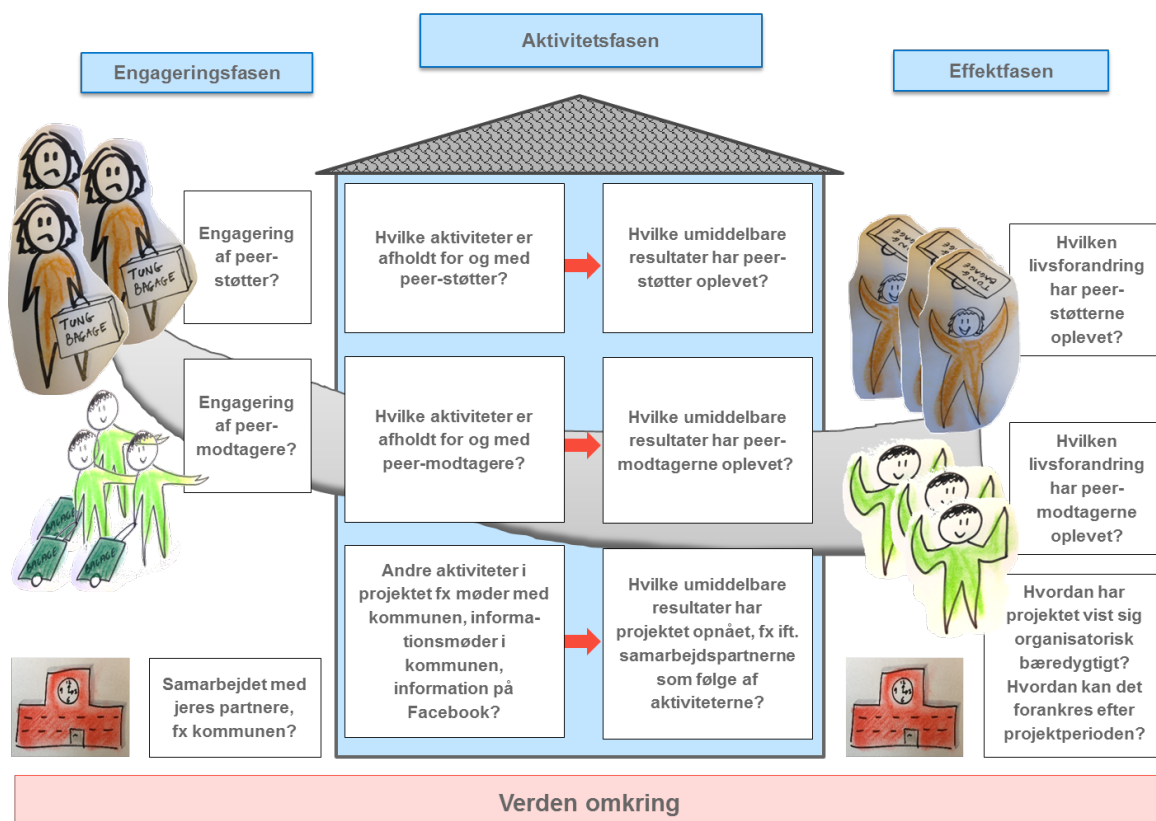 Aktivitetsfasen
Engageringsfasen
Effektfasen
TUNG
BAGAGE
TUNG
BAGAGE
Engagering
af peer-
støtter?
Hvilke aktiviteter er
afholdt for og med
peer-støtter?
Hvilke umiddelbare
resultater har peer-
støtter oplevet?
TUNG
BAGAGE
Hvilken
livsforandring
har peer-
støtterne
oplevet?
Engagering
af peer-
modtagere?
Hvilke aktiviteter er
afholdt for og med
peer-modtagere?
Hvilke umiddelbare
resultater har peer-
modtagerne oplevet?
Hvilken
livsforandring
har peer-
modtagerne
oplevet?
BAGAGE
BAGAGE
BAGAGE
Samarbejdet med
jeres partnere,
fx kommunen?
Andre aktiviteter i
projektet fx møder med
kommunen, informa-
tionsmøder i
kommunen,
information på
Facebook?
Hvilke umiddelbare
resultater har
projektet opnået, fx ift.
samarbejdspartnerne
som følge af
aktiviteterne?
Hvordan har
projektet vist sig
organisatorisk
bæredygtigt?
Hvordan kan det
forankres efter
projektperioden?
Verden omkring